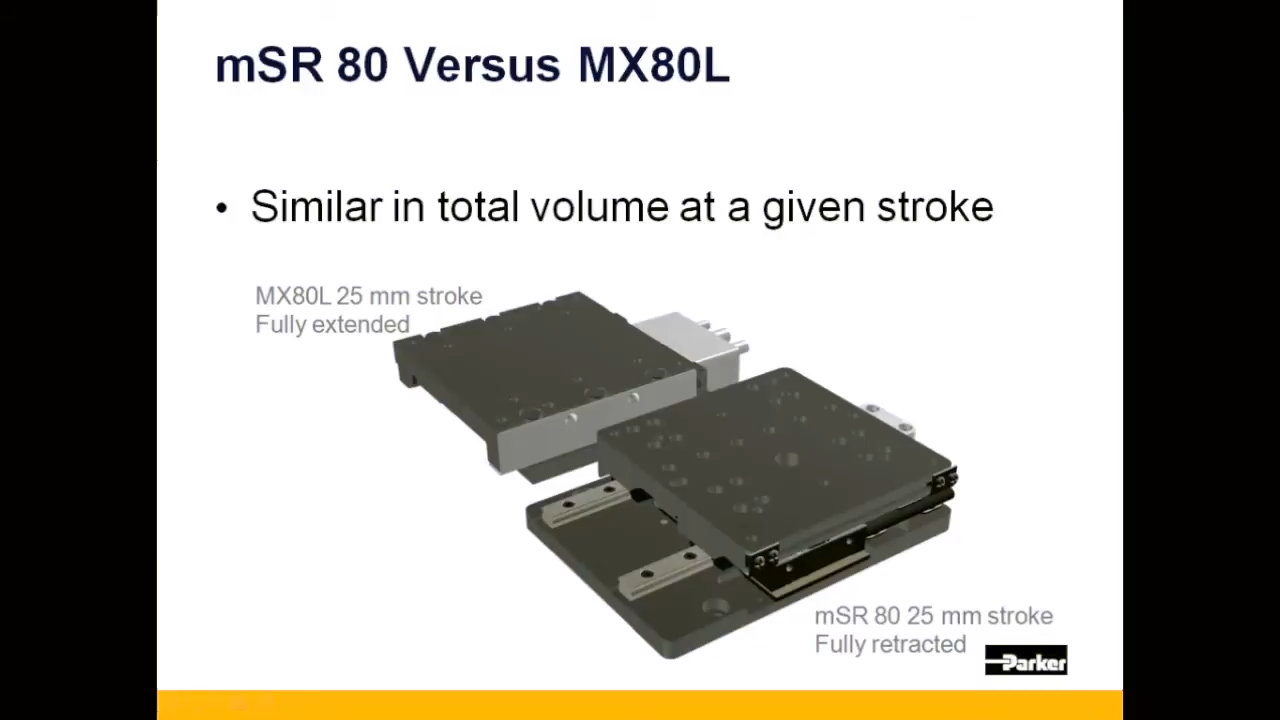 mSR 80 Versus MX80L
• Similar in total volume at a given stroke
MX80L 25 mm stroke
Fully extended
mSR 80 25 mm stroke
Fully retracted
Parker